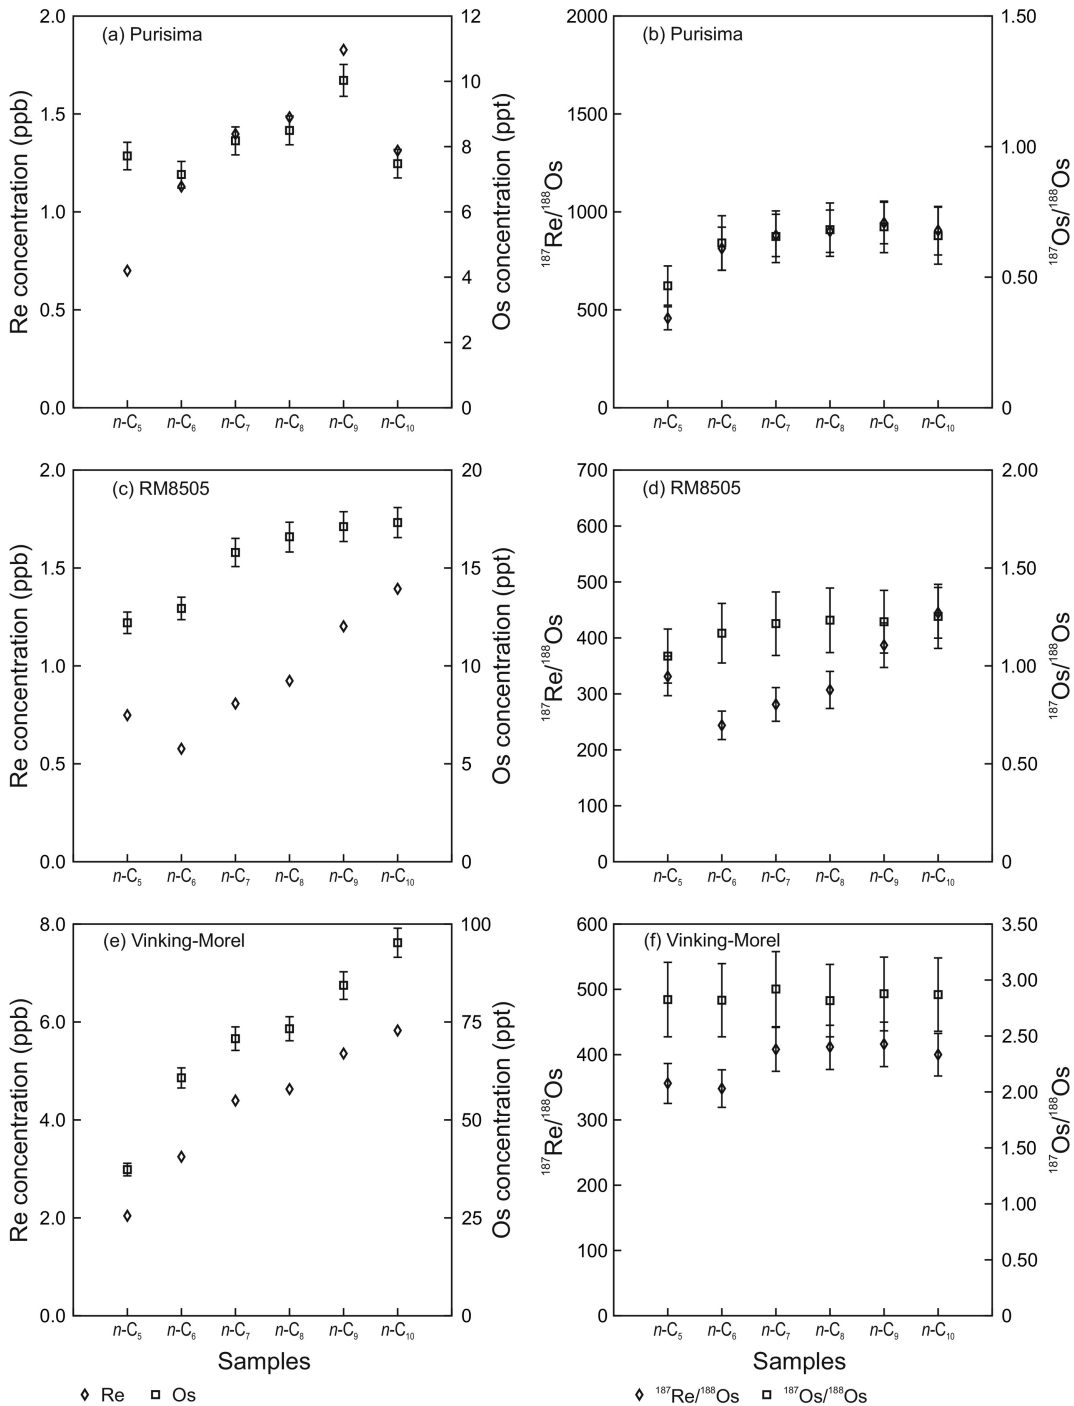 (a) Purisima
Re concentration (ppb)
2.0
1.5
1.0
0.5
0.0
Os concentration (ppt)
12
10
8
6
4
2
0
n-C₅ n-C₆ n-C₇ n-C₈ n-C₉ n-C₁₀
(b) Purisima
¹⁸⁷Re/¹⁸⁸Os
2000
1500
1000
500
0
¹⁸⁷Os/¹⁸⁸Os
1.50
1.00
0.50
0
n-C₅ n-C₆ n-C₇ n-C₈ n-C₉ n-C₁₀
(c) RM8505
Re concentration (ppb)
2.0
1.5
1.0
0.5
0.0
Os concentration (ppt)
20
15
10
5
0
n-C₅ n-C₆ n-C₇ n-C₈ n-C₉ n-C₁₀
(d) RM8505
¹⁸⁷Re/¹⁸⁸Os
700
600
500
400
300
200
100
0
¹⁸⁷Os/¹⁸⁸Os
2.00
1.50
1.00
0.50
0
n-C₅ n-C₆ n-C₇ n-C₈ n-C₉ n-C₁₀
(e) Vinking-Morel
Re concentration (ppb)
8.0
6.0
4.0
2.0
0.0
Os concentration (ppt)
100
75
50
25
0
n-C₅ n-C₆ n-C₇ n-C₈ n-C₉ n-C₁₀
Samples
(f) Vinking-Morel
¹⁸⁷Re/¹⁸⁸Os
600
500
400
300
200
100
0
¹⁸⁷Os/¹⁸⁸Os
3.50
3.00
2.50
2.00
1.50
1.00
0.50
0
n-C₅ n-C₆ n-C₇ n-C₈ n-C₉ n-C₁₀
Samples
Re Os
¹⁸⁷Re/¹⁸⁸Os ¹⁸⁷Os/¹⁸⁸Os